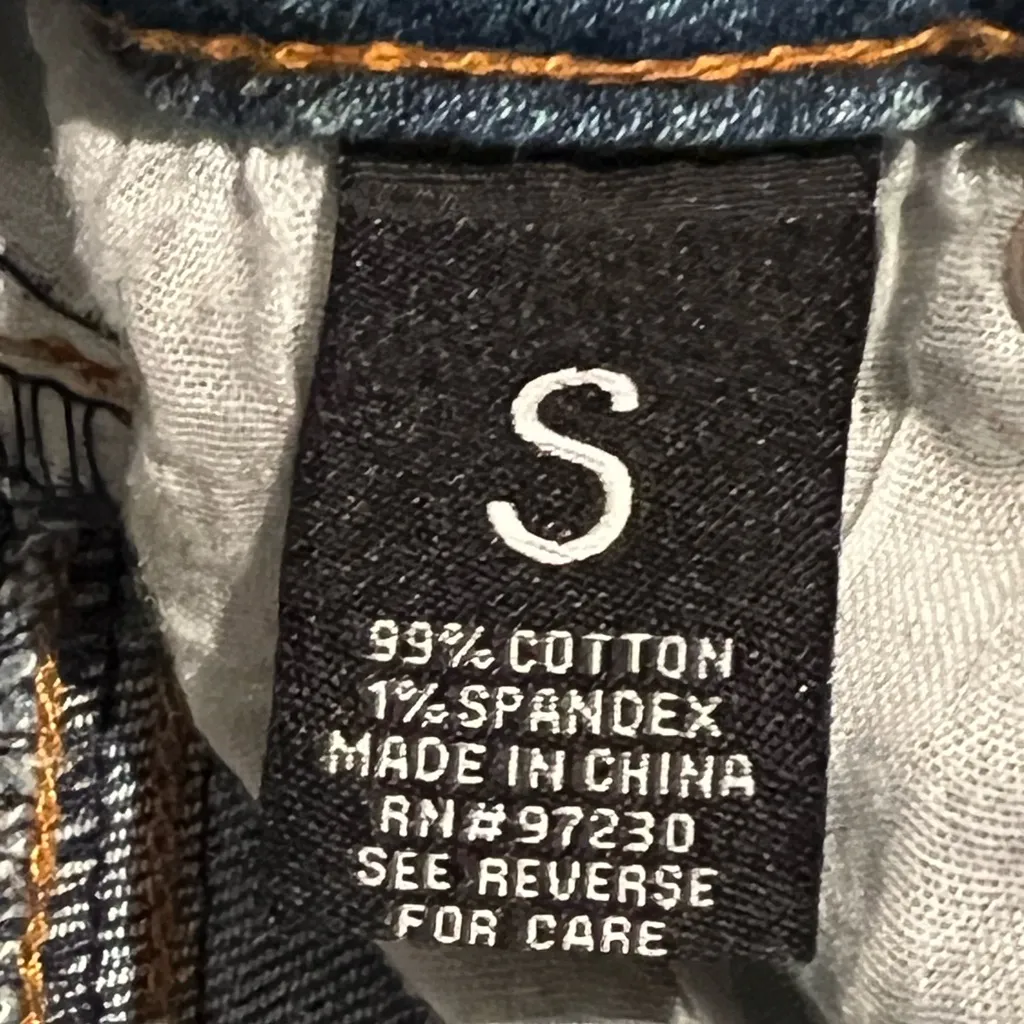 S
99% COTTON
1% SPANDEX
MADE IN CHINA
RN#97230
SEE REVERSE
FOR CARE